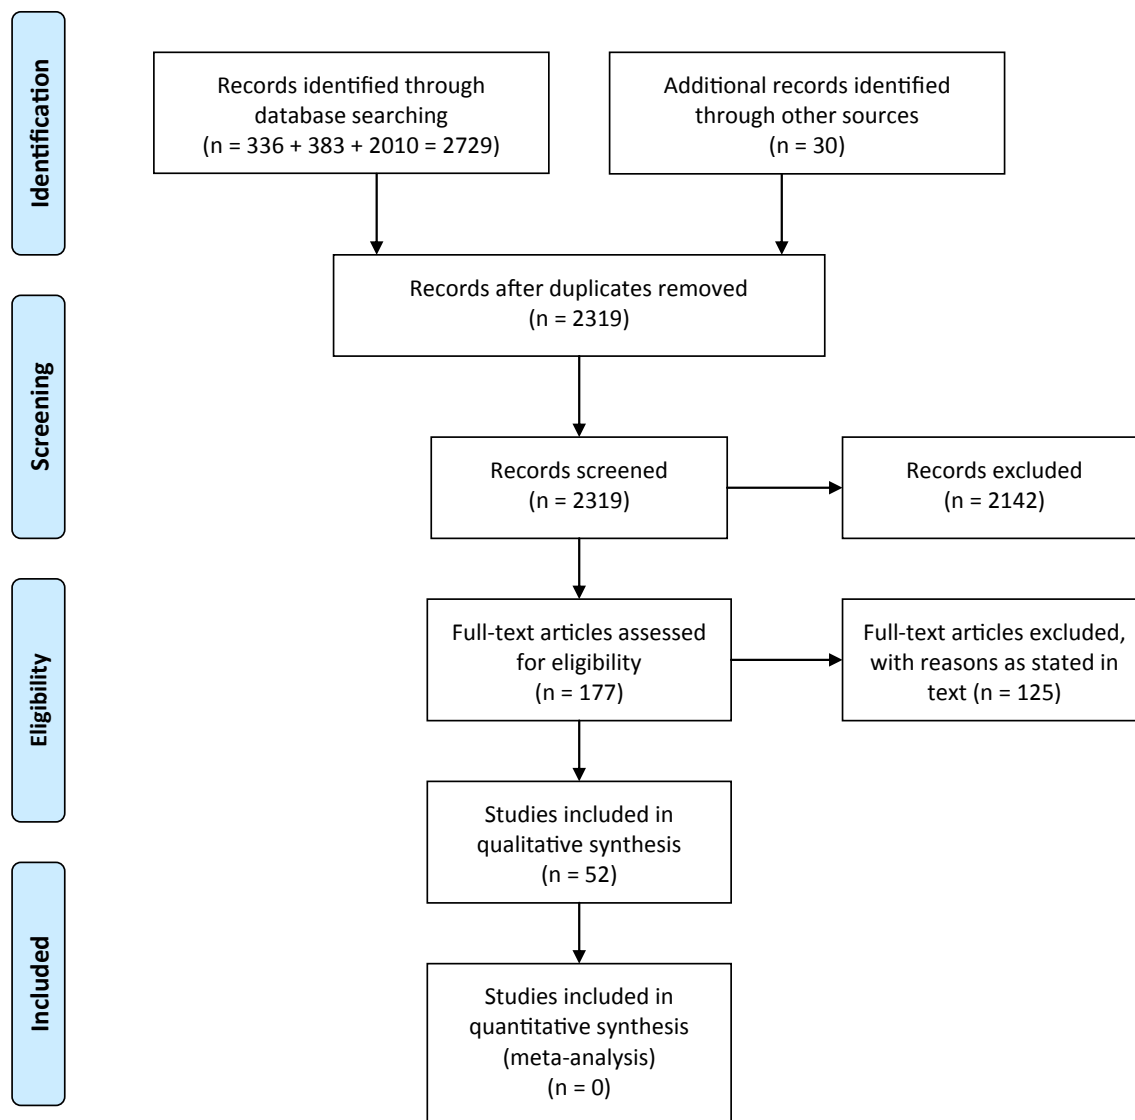 Identification
Records identified through
database searching
(n = 336 + 383 + 2010 = 2729)
Additional records identified
through other sources
(n = 30)
Records after duplicates removed
(n = 2319)
Screening
Records screened
(n = 2319)
Records excluded
(n = 2142)
Eligibility
Full-text articles assessed
for eligibility
(n = 177)
Full-text articles excluded,
with reasons as stated in
text (n = 125)
Studies included in
qualitative synthesis
(n = 52)
Included
Studies included in
quantitative synthesis
(meta-analysis)
(n = 0)